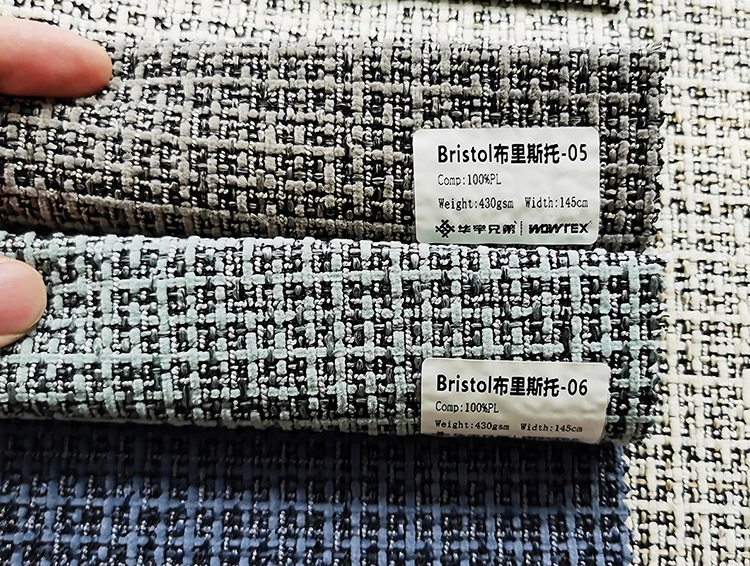 Bristol布里斯托-05
Comp:100%PL
Weight:430gsm Width:145cm
华宇兄弟 WOWTEX
Bristol布里斯托-06
Comp:100%PL
Weight:430gsm Width:145cm